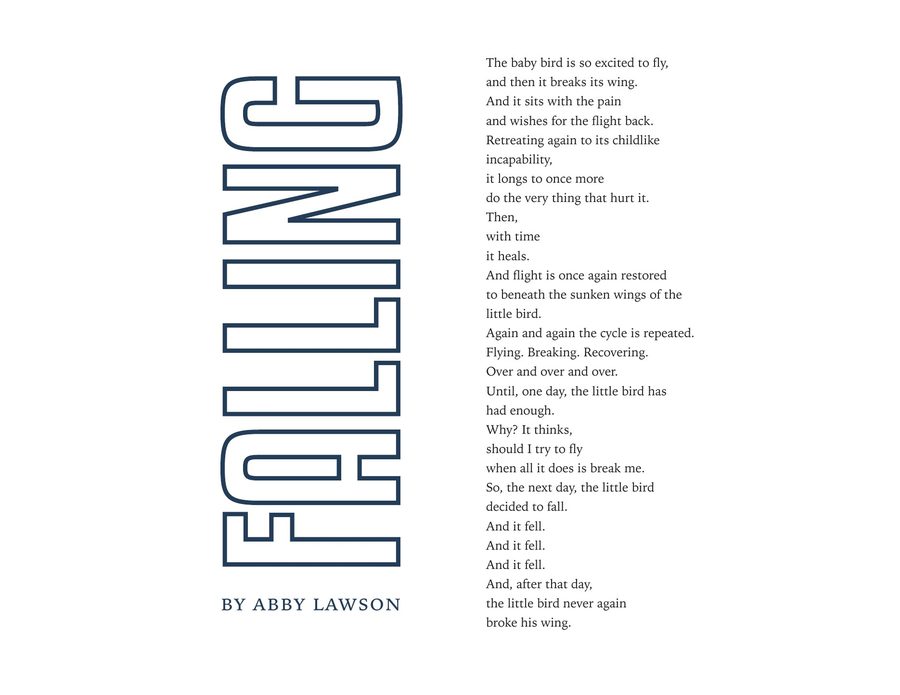 FALLING
BY ABBY LAWSON
The baby bird is so excited to fly,
and then it breaks its wing.
And it sits with the pain
and wishes for the flight back.
Retreating again to its childlike
incapability,
it longs to once more
do the very thing that hurt it.
Then,
with time
it heals.
And flight is once again restored
to beneath the sunken wings of the
little bird.
Again and again the cycle is repeated.
Flying. Breaking. Recovering.
Over and over and over.
Until, one day, the little bird has
had enough.
Why? It thinks,
should I try to fly
when all it does is break me.
So, the next day, the little bird
decided to fall.
And it fell.
And it fell.
And it fell.
And, after that day,
the little bird never again
broke his wing.